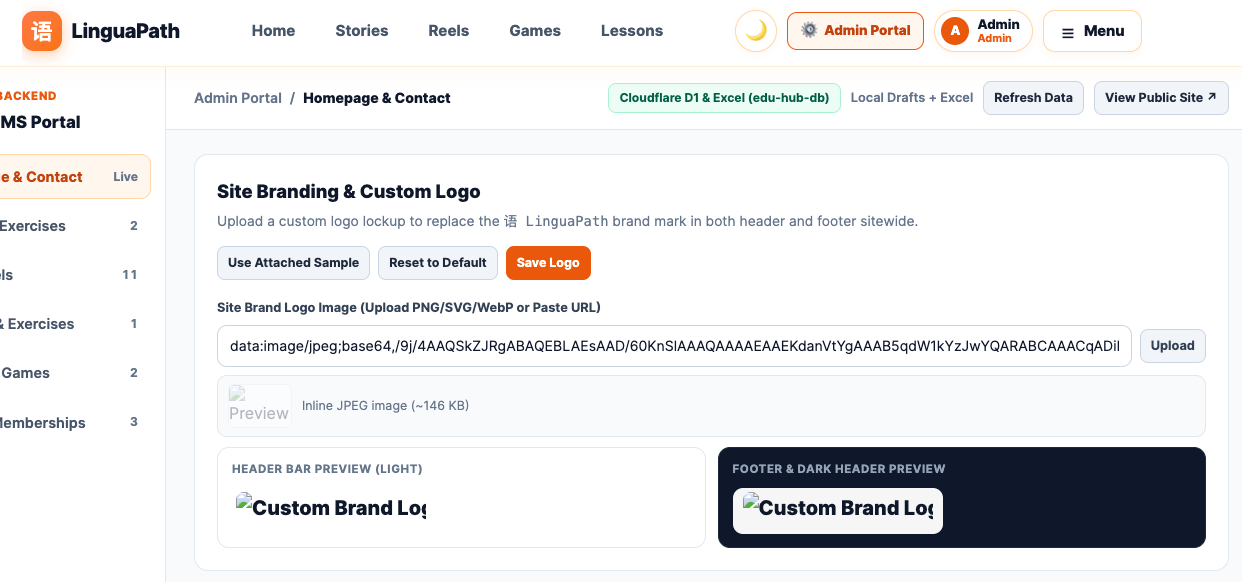 语 LinguaPath
Home Stories Reels Games Lessons
Admin Portal
A Admin
Admin
Menu
BACKEND
MS Portal
e & Contact Live
Exercises 2
ls 11
& Exercises 1
Games 2
Memberships 3
Admin Portal / Homepage & Contact
Cloudflare D1 & Excel (edu-hub-db) Local Drafts + Excel Refresh Data View Public Site ↗
Site Branding & Custom Logo
Upload a custom logo lockup to replace the 语 LinguaPath brand mark in both header and footer sitewide.
Use Attached Sample Reset to Default Save Logo
Site Brand Logo Image (Upload PNG/SVG/WebP or Paste URL)
data:image/jpeg;base64,/9j/4AAQSkZJRgABAQEBLAEsAAD/60KnSlAAAQAAAAEAAEKdanVtYgAAAB5qdW1kYzJwYQARABCAAACqADil Upload
Preview Inline JPEG image (~146 KB)
HEADER BAR PREVIEW (LIGHT)
Custom Brand Log
FOOTER & DARK HEADER PREVIEW
Custom Brand Log